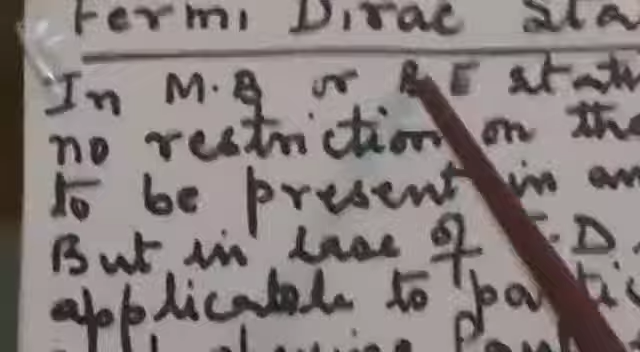 Fermi Dirac Sta
In M.B or B E stati
no restriction on the
to be present in an
But in case of F.D.
applicable to partic